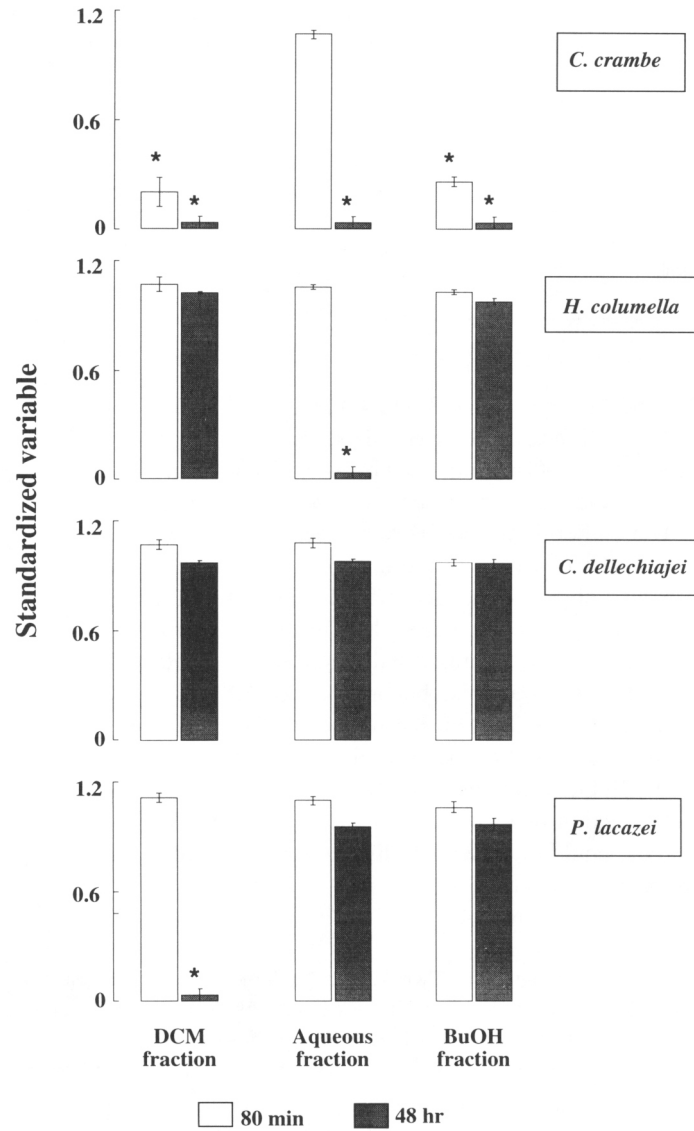 1.2
C. crambe
0.6
*
*
*
*
*
0
1.2
H. columella
0.6
*
0
Standardized variable
1.2
C. dellechiajei
0.6
0
1.2
P. lacazei
0.6
*
0
DCM fraction
Aqueous fraction
BuOH fraction
80 min
48 hr